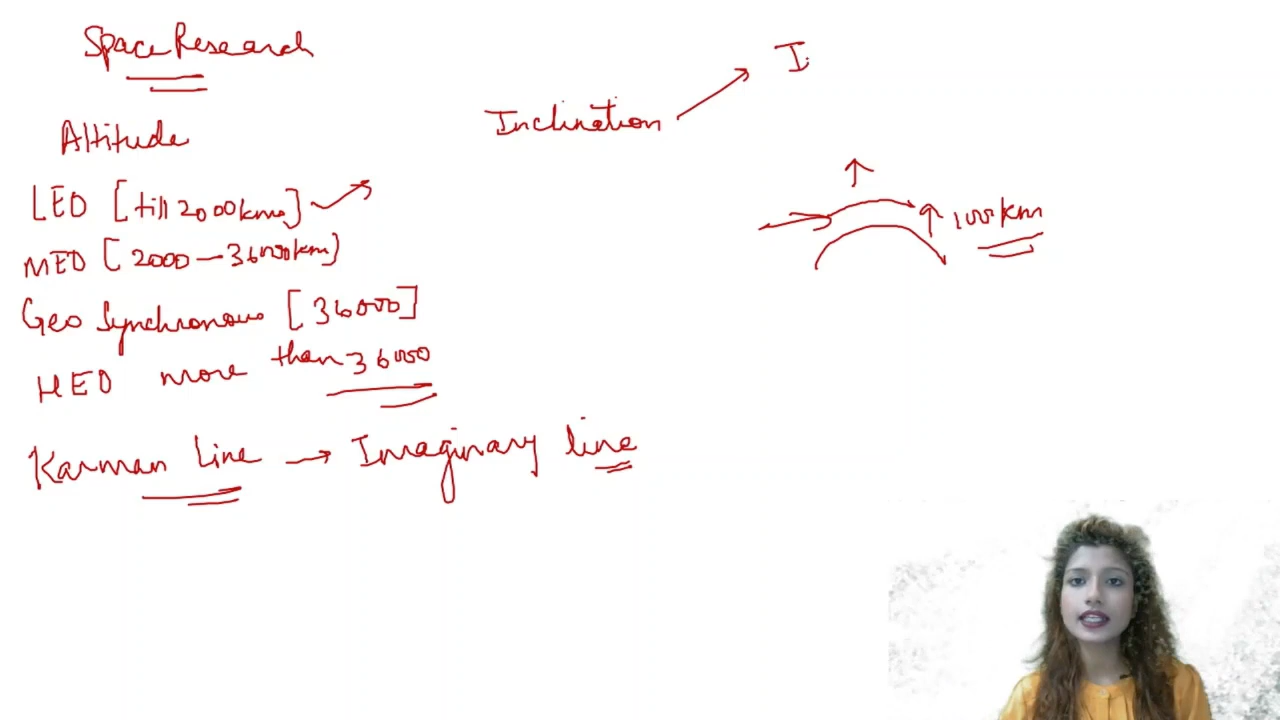 Space Research
Altitude
LEO [till 2000kms]
MEO [2000 - 36000km]
Geo Synchronous [36000]
HEO more than 36000
Karman Line → Imaginary line
Inclination
I
100km